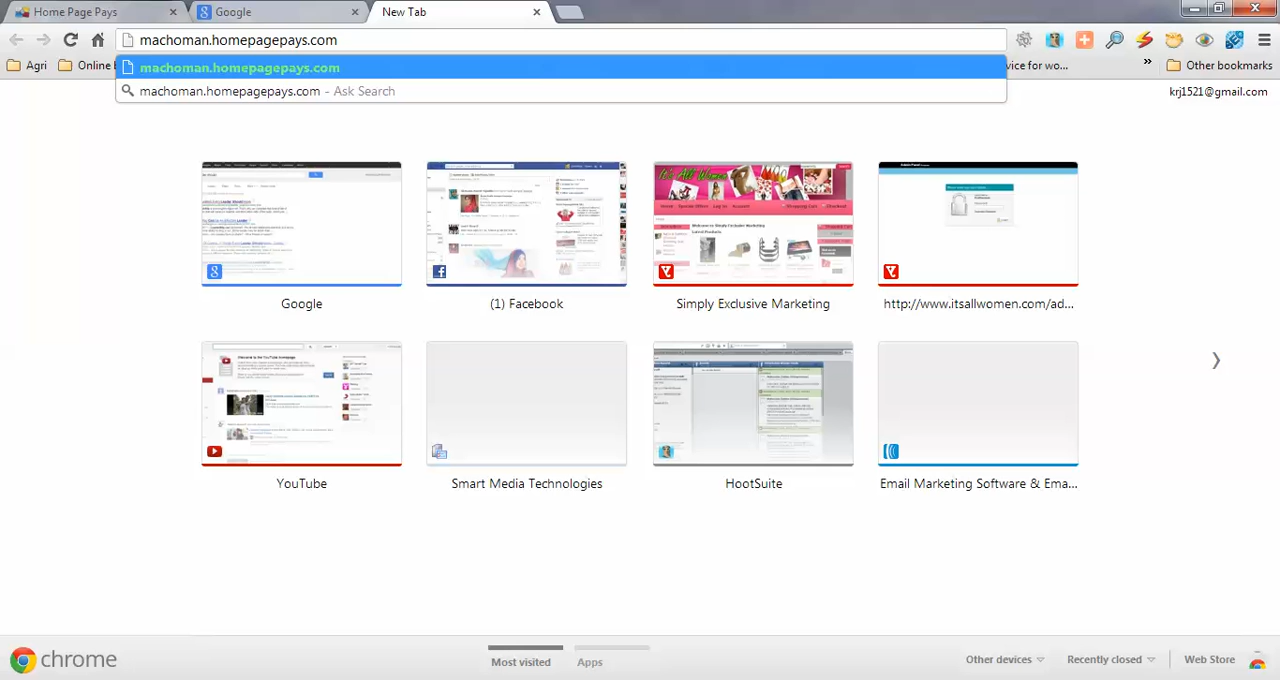 Home Page Pays
Google
New Tab
machoman.homepagepays.com
Agri
Online
vice for wo...
»
Other bookmarks
machoman.homepagepays.com
machoman.homepagepays.com - Ask Search
krj1521@gmail.com
It's All Women
Google
(1) Facebook
Simply Exclusive Marketing
http://www.itsallwomen.com/ad...
YouTube
Smart Media Technologies
HootSuite
Email Marketing Software & Ema...
chrome
Most visited
Apps
Other devices
Recently closed
Web Store